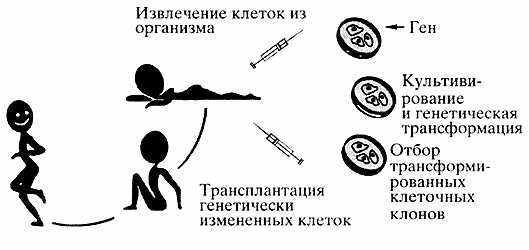 Извлечение клеток из
организма
Ген
Культиви-
рование
и генетическая
трансформация
Отбор
трансформи-
рованных
клеточных
клонов
Трансплантация
генетически
измененных клеток